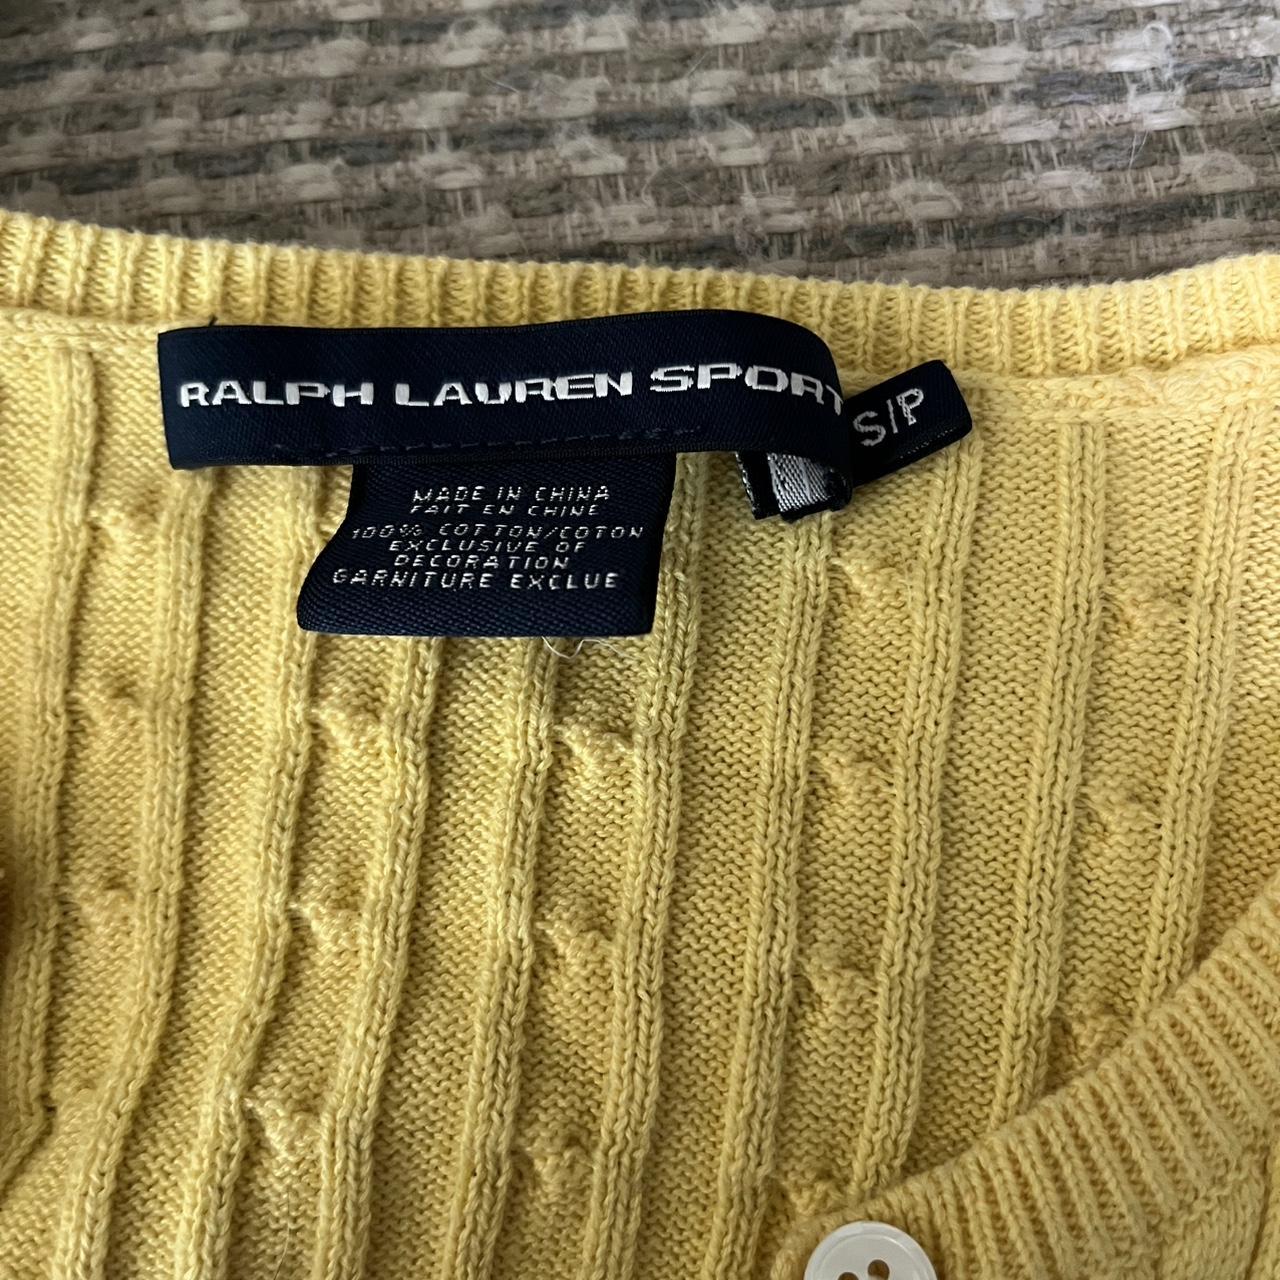 RALPH LAUREN SPORT
S/P
MADE IN CHINA
FAIT EN CHINE
100% COTTON/COTON
EXCLUSIVE OF
DECORATION
GARNITURE EXCLUE